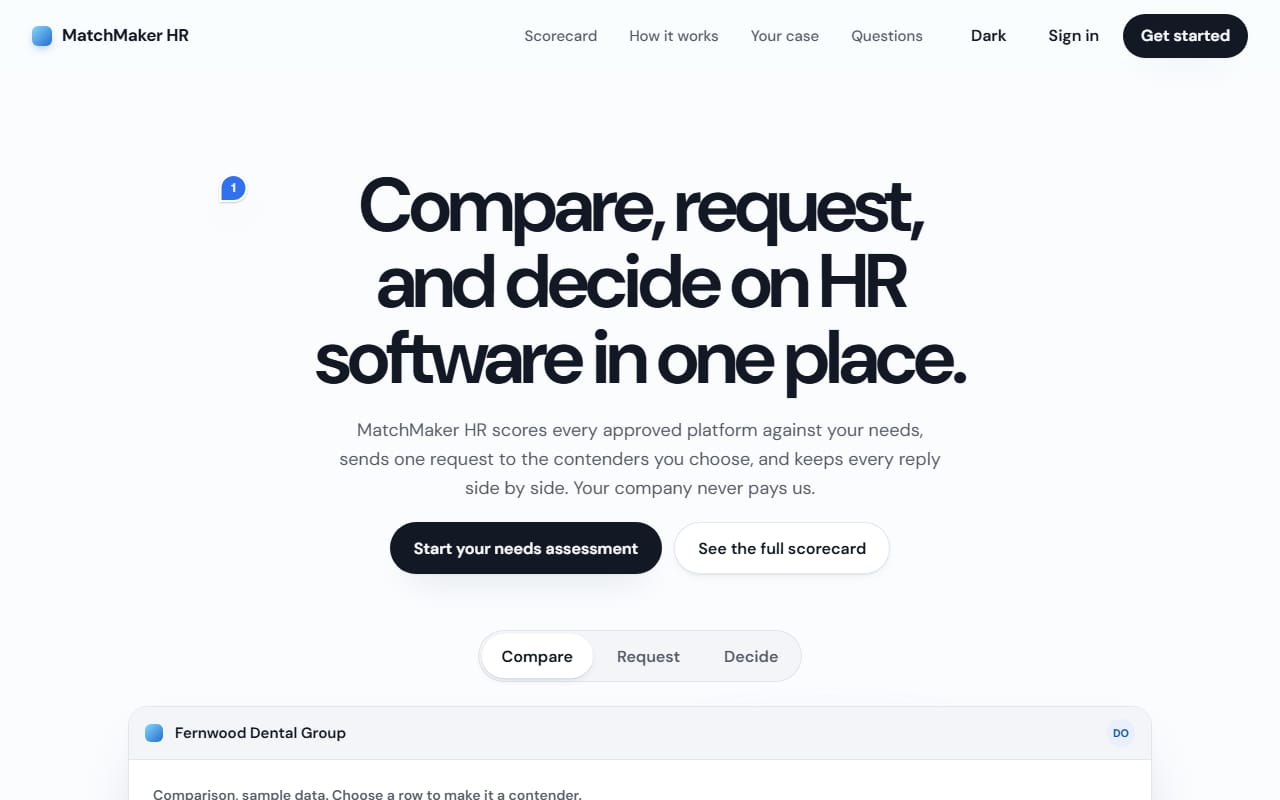 MatchMaker HR
Scorecard
How it works
Your case
Questions
Dark
Sign in
Get started
1
Compare, request,
and decide on HR
software in one place.
MatchMaker HR scores every approved platform against your needs,
sends one request to the contenders you choose, and keeps every reply
side by side. Your company never pays us.
Start your needs assessment
See the full scorecard
Compare
Request
Decide
Fernwood Dental Group
DO
Comparison, sample data. Choose a row to make it a contender.